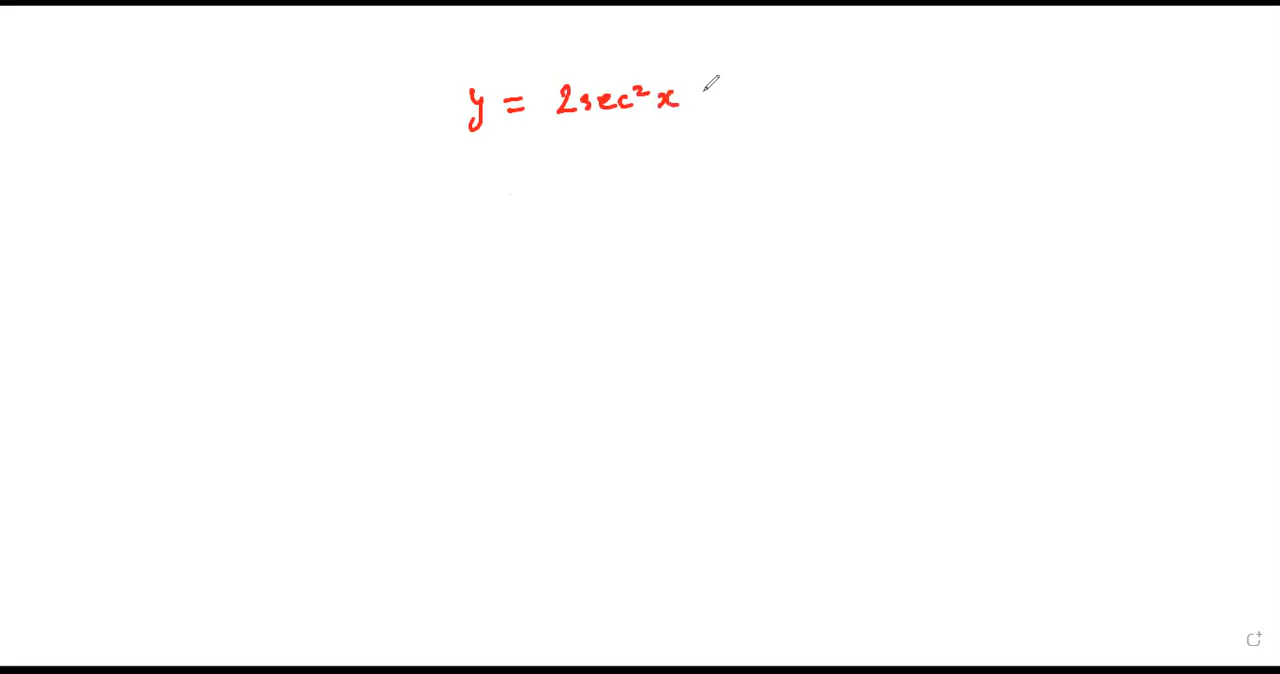 y = 2sec²x